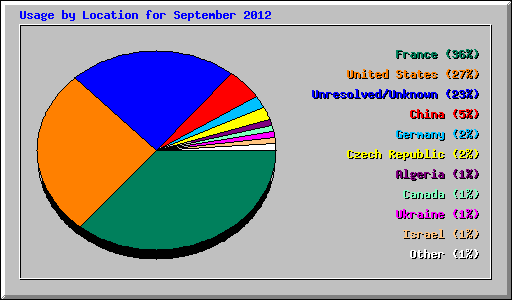 Usage by Location for September 2012
France (36%)
United States (27%)
Unresolved/Unknown (23%)
China (5%)
Germany (2%)
Czech Republic (2%)
Algeria (1%)
Canada (1%)
Ukraine (1%)
Israel (1%)
Other (1%)